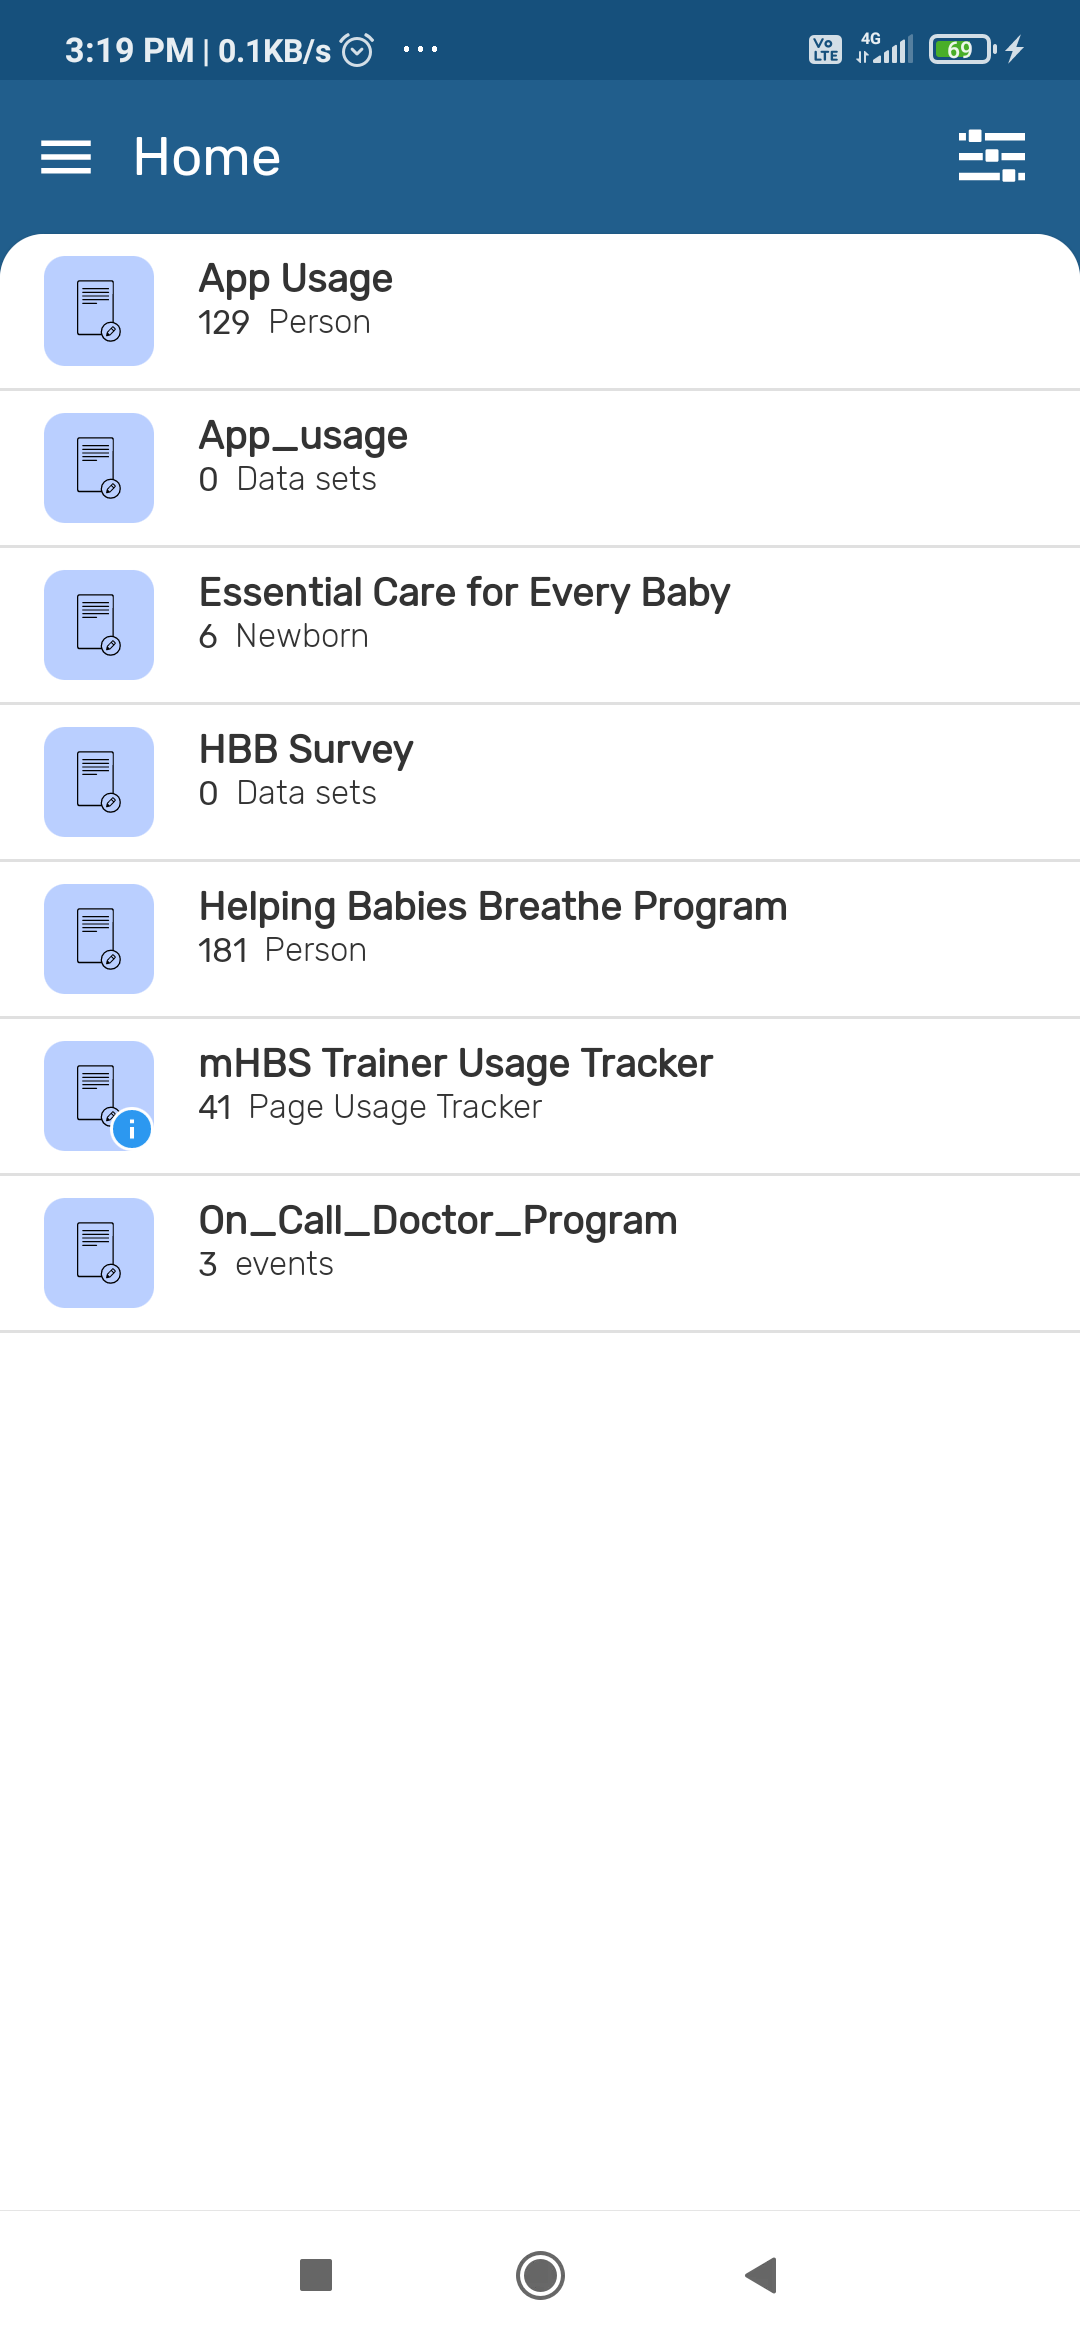 3:19 PM | 0.1KB/s ... Vo LTE 4G 69
Home
App Usage
129 Person
App_usage
0 Data sets
Essential Care for Every Baby
6 Newborn
HBB Survey
0 Data sets
Helping Babies Breathe Program
181 Person
mHBS Trainer Usage Tracker
41 Page Usage Tracker
On_Call_Doctor_Program
3 events